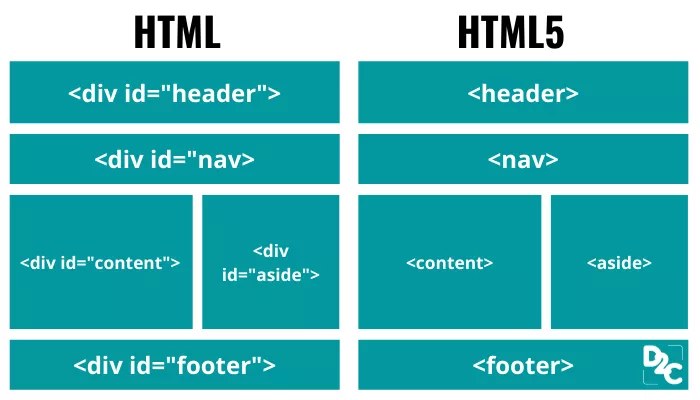 HTML
HTML5
<div id="header">
<header>
<div id="nav>
<nav>
<div id="content">
<div
id="aside">
<content>
<aside>
<div id="footer">
<footer>
D2C